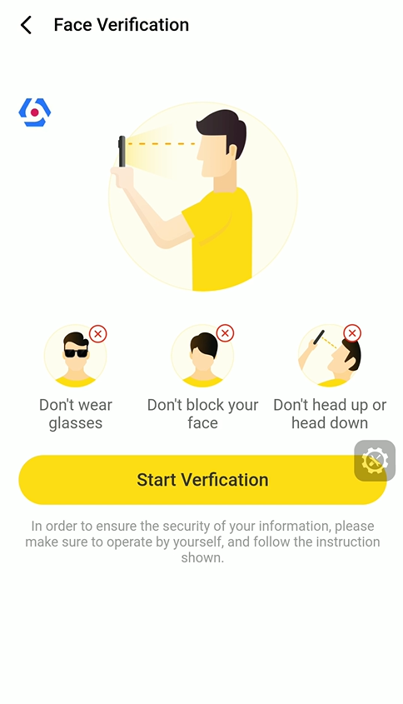 Face Verification
Don't wear
glasses
Don't block your
face
Don't head up or
head down
Start Verfication
In order to ensure the security of your information, please
make sure to operate by yourself, and follow the instruction
shown.